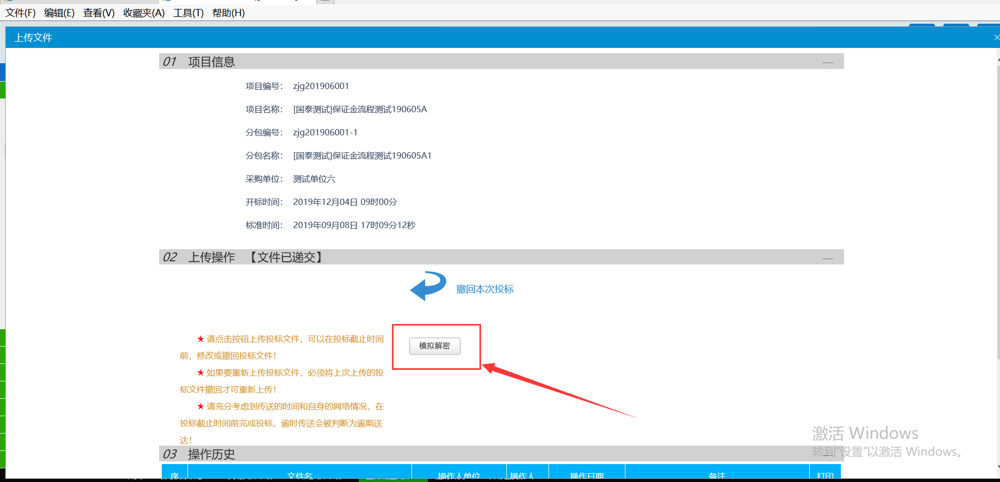 文件(F) 编辑(E) 查看(V) 收藏夹(A) 工具(T) 帮助(H)
上传文件
01 项目信息
项目编号： zjg201906001
项目名称： [国泰测试]保证金流程测试190605A
分包编号： zjg201906001-1
分包名称： [国泰测试]保证金流程测试190605A1
采购单位： 测试单位六
开标时间： 2019年12月04日 09时00分
标准时间： 2019年09月08日 17时09分12秒
02 上传操作 【文件已递交】
撤回本次投标
★ 请点击按钮上传投标文件，可以在投标截止时间
前，修改或撤回投标文件！
★ 如果要重新上传投标文件，必须将上次上传的投
标文件撤回才可重新上传！
★ 请充分考虑到传送的时间和自身的网络情况，在
投标截止时间前完成投标，逾时传送会被判断为逾期送
达！
模拟解密
03 操作历史
序 文件名 操作人单位 操作人 操作日期 备注 打印
激活 Windows
转到"设置"以激活 Windows。